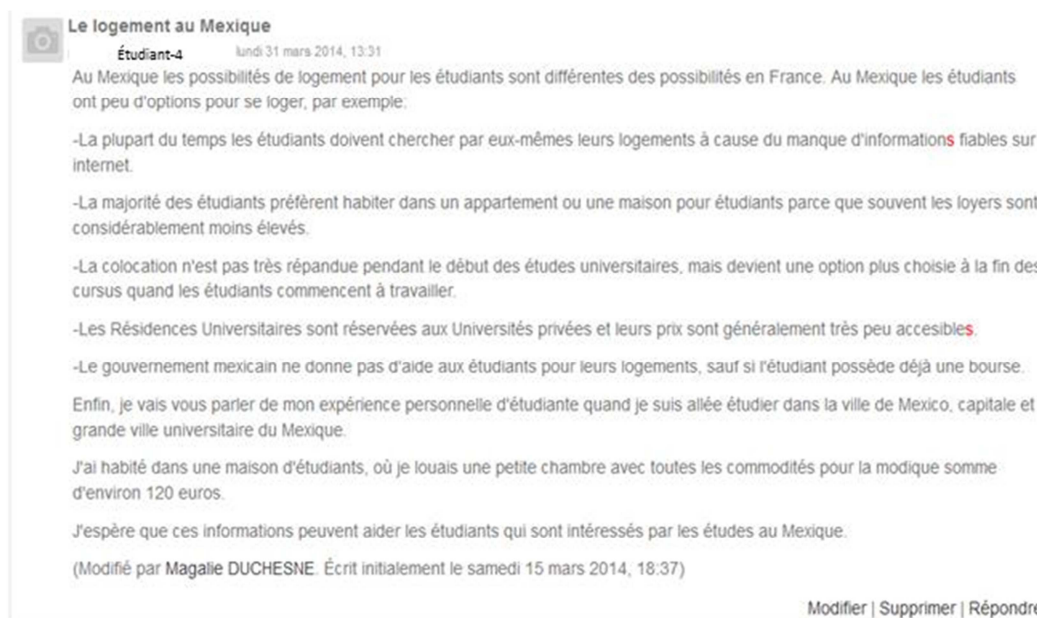 Le logement au Mexique
Étudiant-4 lundi 31 mars 2014, 13:31
Au Mexique les possibilités de logement pour les étudiants sont différentes des possibilités en France. Au Mexique les étudiants
ont peu d'options pour se loger, par exemple:
-La plupart du temps les étudiants doivent chercher par eux-mêmes leurs logements à cause du manque d'informations fiables sur
internet.
-La majorité des étudiants préfèrent habiter dans un appartement ou une maison pour étudiants parce que souvent les loyers sont
considérablement moins élevés.
-La colocation n'est pas très répandue pendant le début des études universitaires, mais devient une option plus choisie à la fin des
cursus quand les étudiants commencent à travailler.
-Les Résidences Universitaires sont réservées aux Universités privées et leurs prix sont généralement très peu accesibles.
-Le gouvernement mexicain ne donne pas d'aide aux étudiants pour leurs logements, sauf si l'étudiant possède déjà une bourse.
Enfin, je vais vous parler de mon expérience personnelle d'étudiante quand je suis allée étudier dans la ville de Mexico, capitale et
grande ville universitaire du Mexique.
J'ai habité dans une maison d'étudiants, où je louais une petite chambre avec toutes les commodités pour la modique somme
d'environ 120 euros.
J'espère que ces informations peuvent aider les étudiants qui sont intéressés par les études au Mexique.
(Modifié par Magalie DUCHESNE. Écrit initialement le samedi 15 mars 2014, 18:37)
Modifier | Supprimer | Répondre